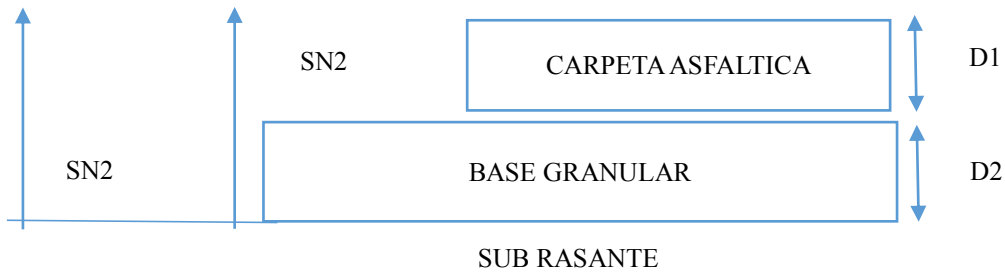 SN2 CARPETA ASFALTICA D1
SN2 BASE GRANULAR D2
SUB RASANTE